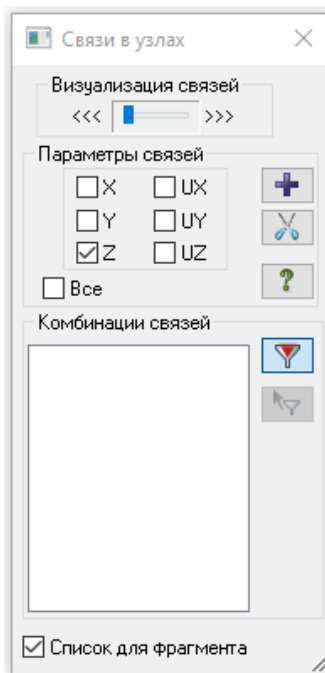 Связи в узлах
Визуализация связей
<<< >>>
Параметры связей
X UX
Y UY
Z UZ
Все
Комбинации связей
Список для фрагмента